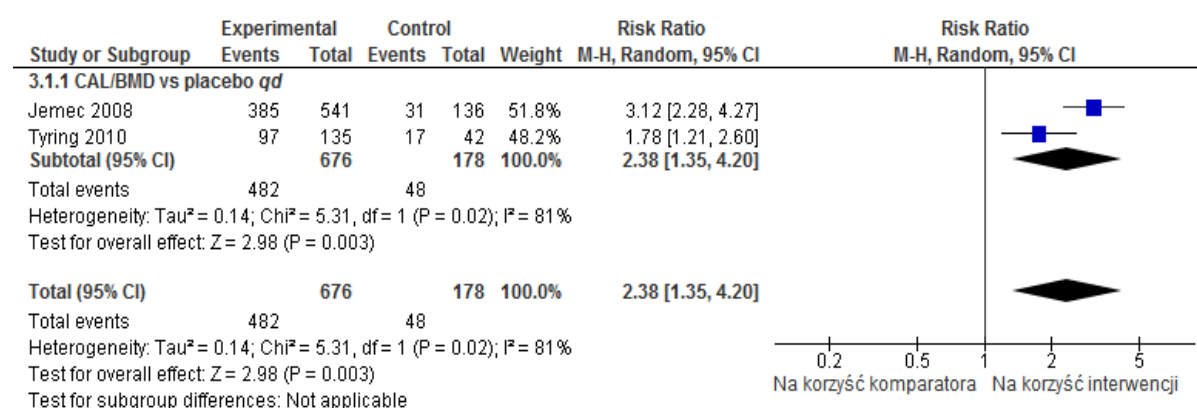 Experimental Control Risk Ratio Risk Ratio
Study or Subgroup Events Total Events Total Weight M-H, Random, 95% CI M-H, Random, 95% CI
3.1.1 CAL/BMD vs placebo qd
Jemec 2008 385 541 31 136 51.8% 3.12 [2.28, 4.27]
Tyring 2010 97 135 17 42 48.2% 1.78 [1.21, 2.60]
Subtotal (95% CI) 676 178 100.0% 2.38 [1.35, 4.20]
Total events 482 48
Heterogeneity: Tau² = 0.14; Chi² = 5.31, df = 1 (P = 0.02); I² = 81%
Test for overall effect: Z = 2.98 (P = 0.003)
Total (95% CI) 676 178 100.0% 2.38 [1.35, 4.20]
Total events 482 48
Heterogeneity: Tau² = 0.14; Chi² = 5.31, df = 1 (P = 0.02); I² = 81%
Test for overall effect: Z = 2.98 (P = 0.003)
Test for subgroup differences: Not applicable
0.2 0.5 1 2 5
Na korzyść komparatora Na korzyść interwencji